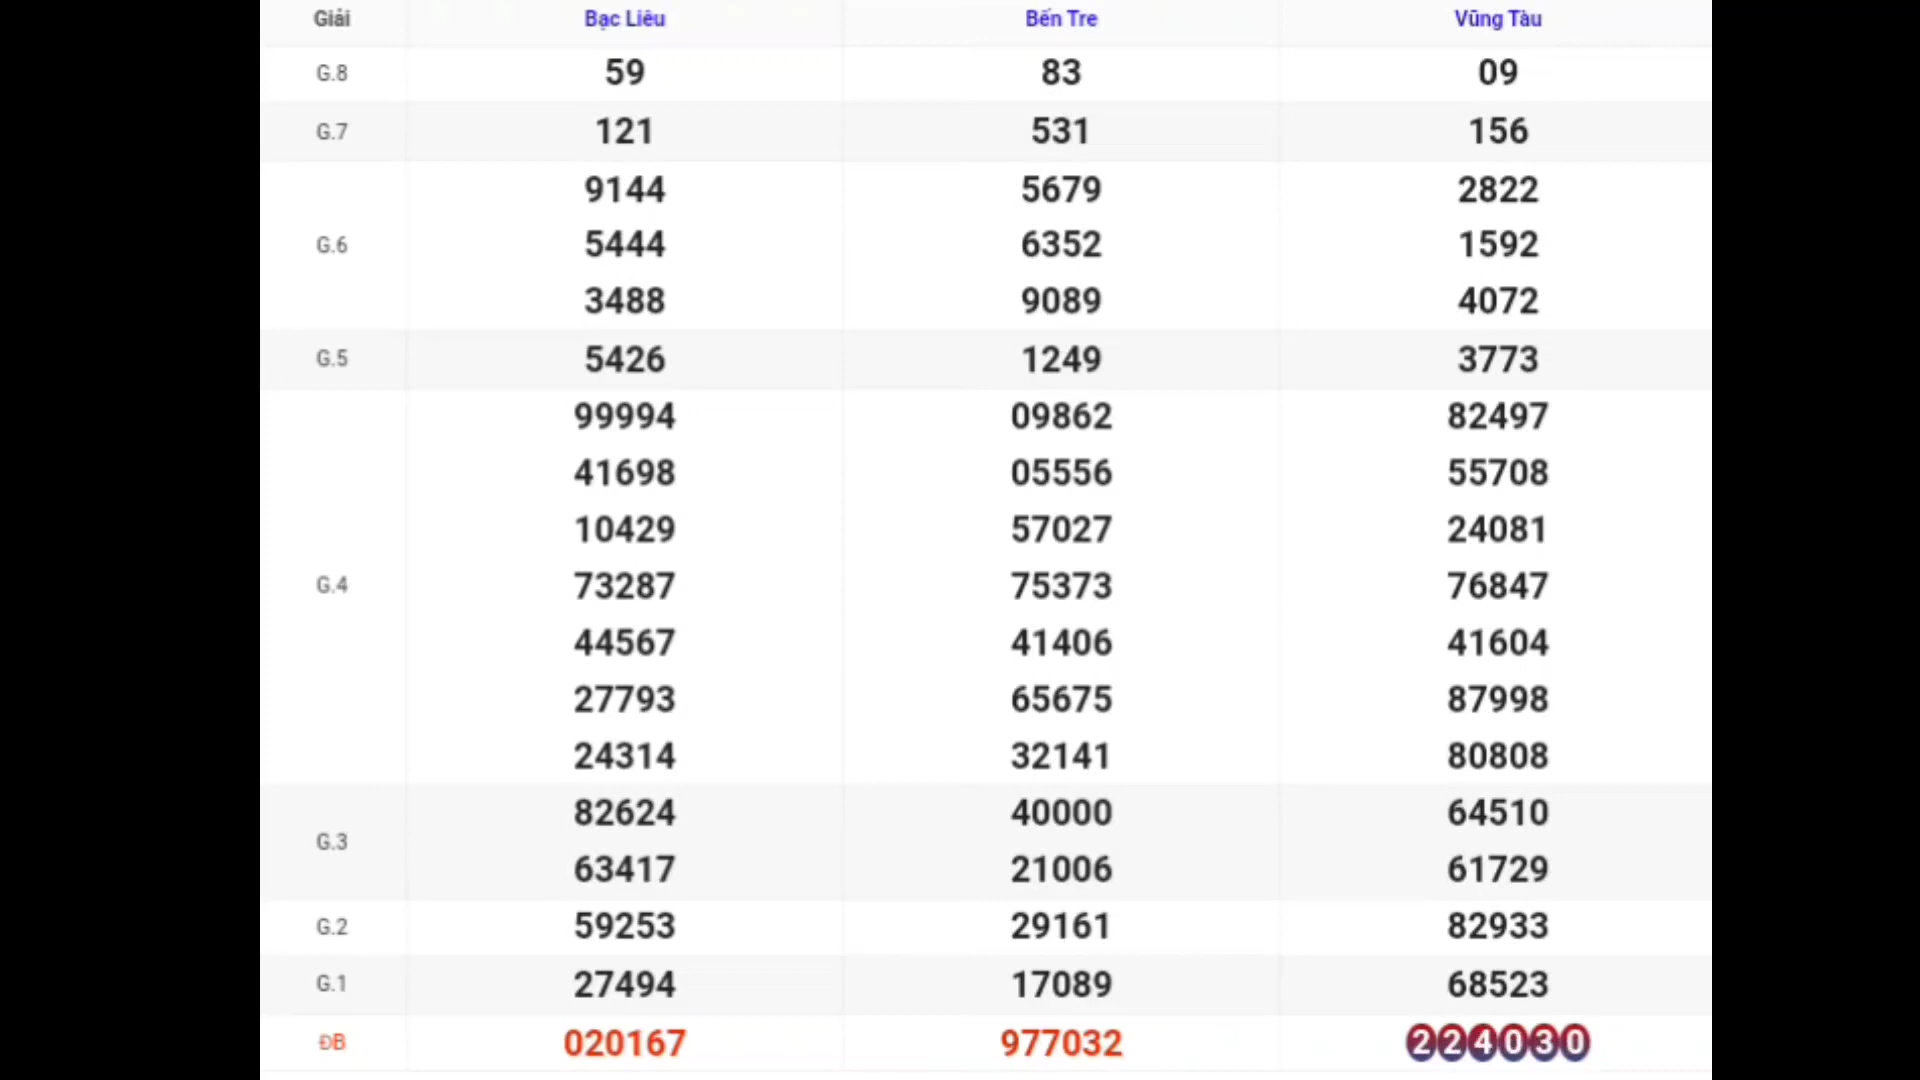 Giải Bạc Liêu Bến Tre Vũng Tàu
G.8 59 83 09
G.7 121 531 156
9144 5679 2822
G.6 5444 6352 1592
3488 9089 4072
G.5 5426 1249 3773
99994 09862 82497
41698 05556 55708
10429 57027 24081
G.4 73287 75373 76847
44567 41406 41604
27793 65675 87998
24314 32141 80808
82624 40000 64510
G.3
63417 21006 61729
G.2 59253 29161 82933
G.1 27494 17089 68523
ĐB 020167 977032 224030